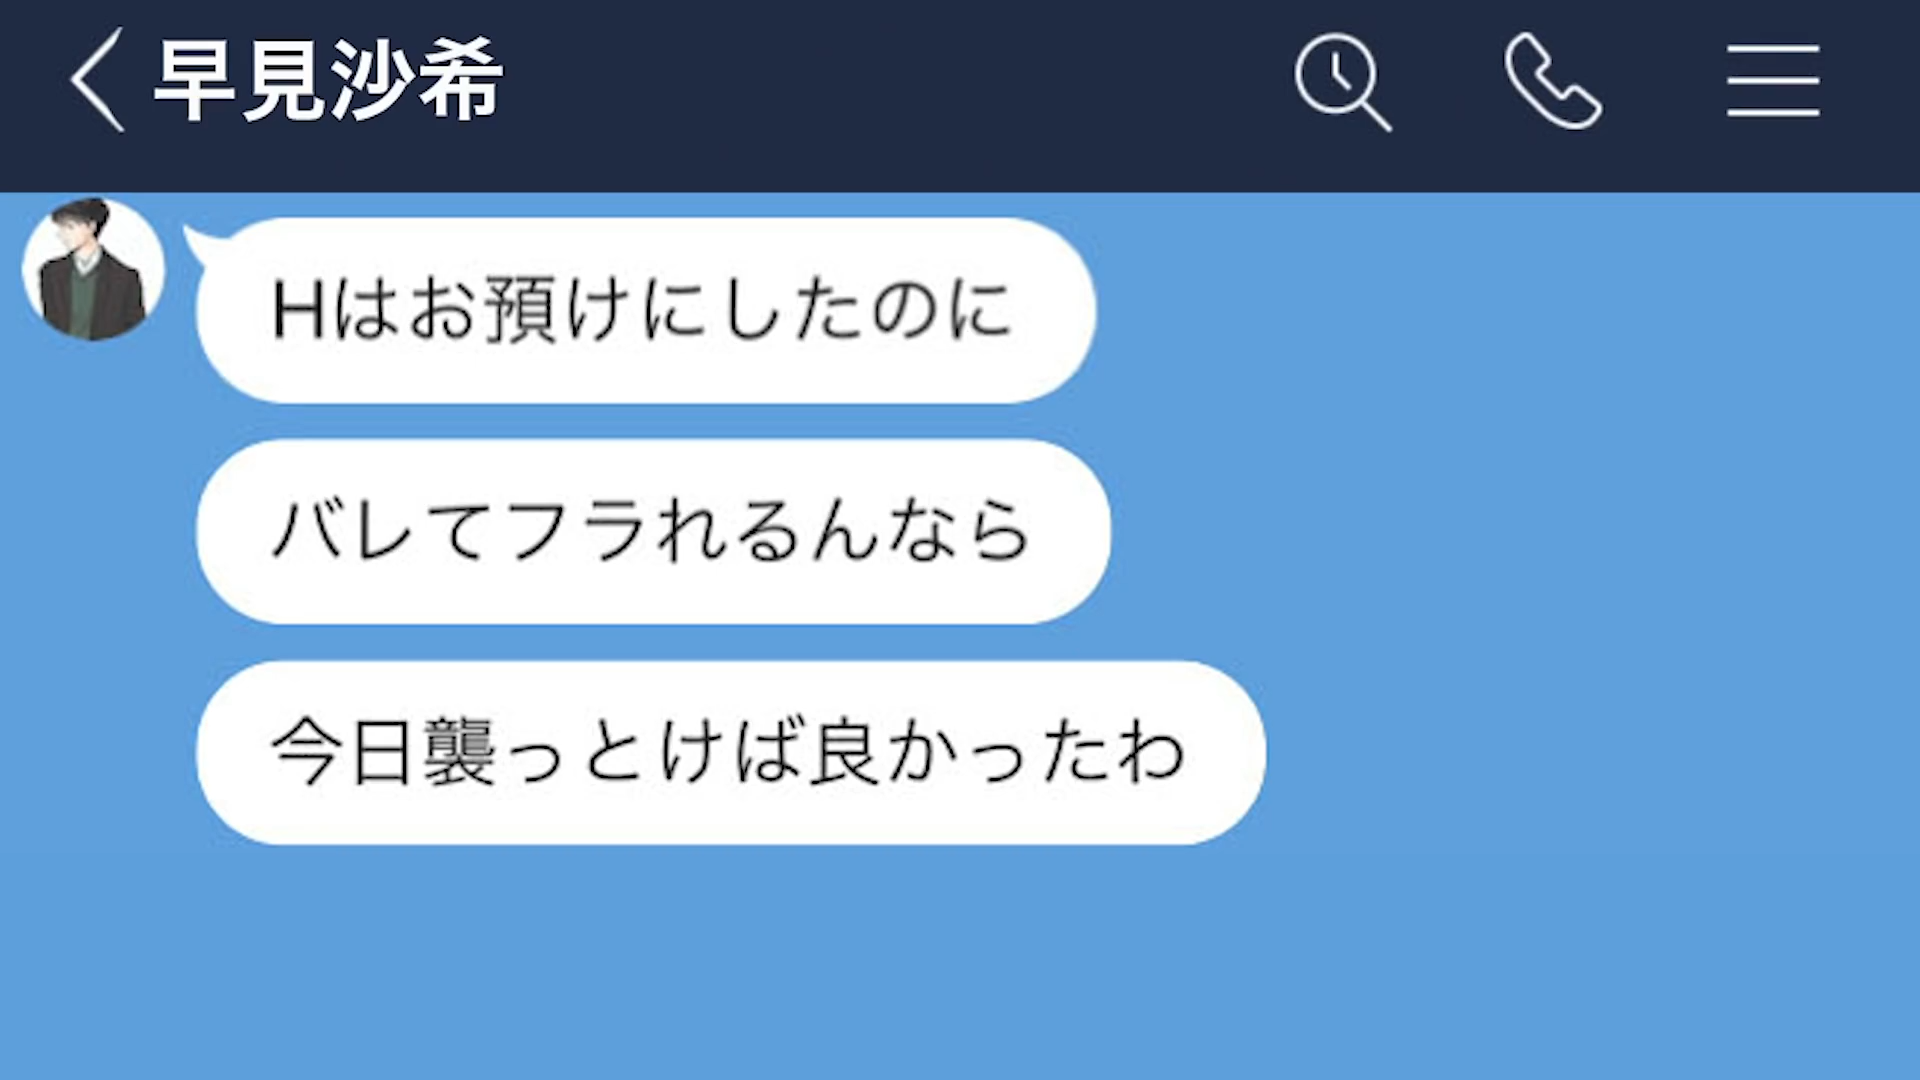 早見沙希
Hはお預けにしたのに
バレてフラれるんなら
今日襲っとけば良かったわ